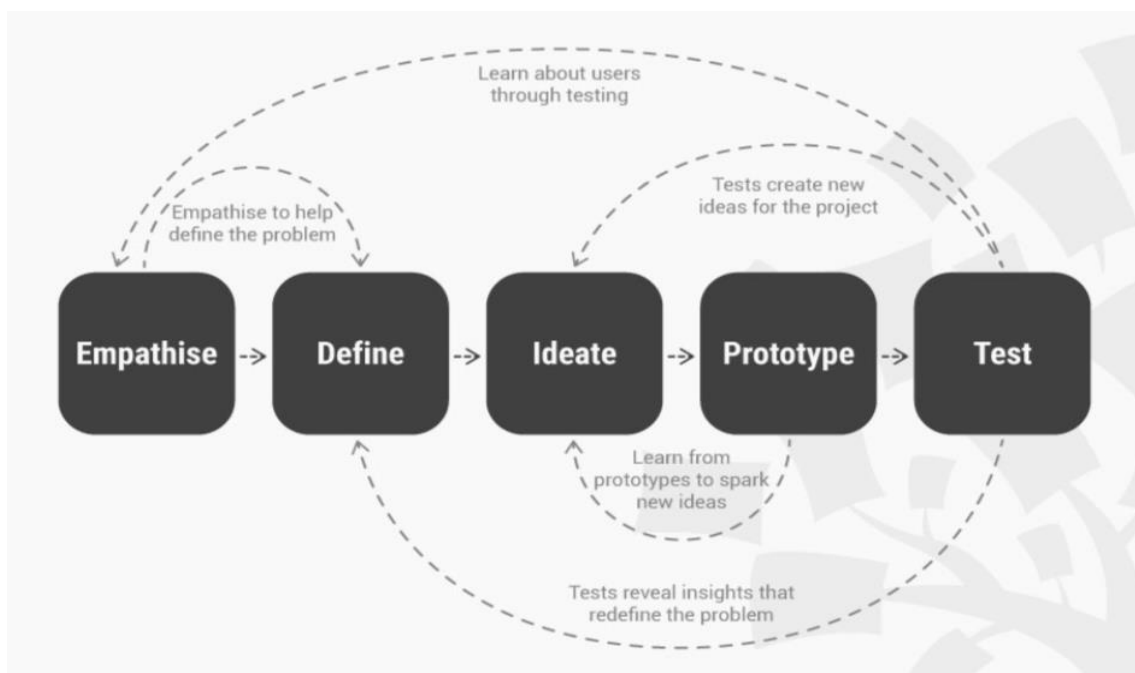 Learn about users
through testing
Tests create new
ideas for the project
Empathise to help
define the problem
Empathise
Define
Ideate
Prototype
Test
Learn from
prototypes to spark
new ideas
Tests reveal insights that
redefine the problem